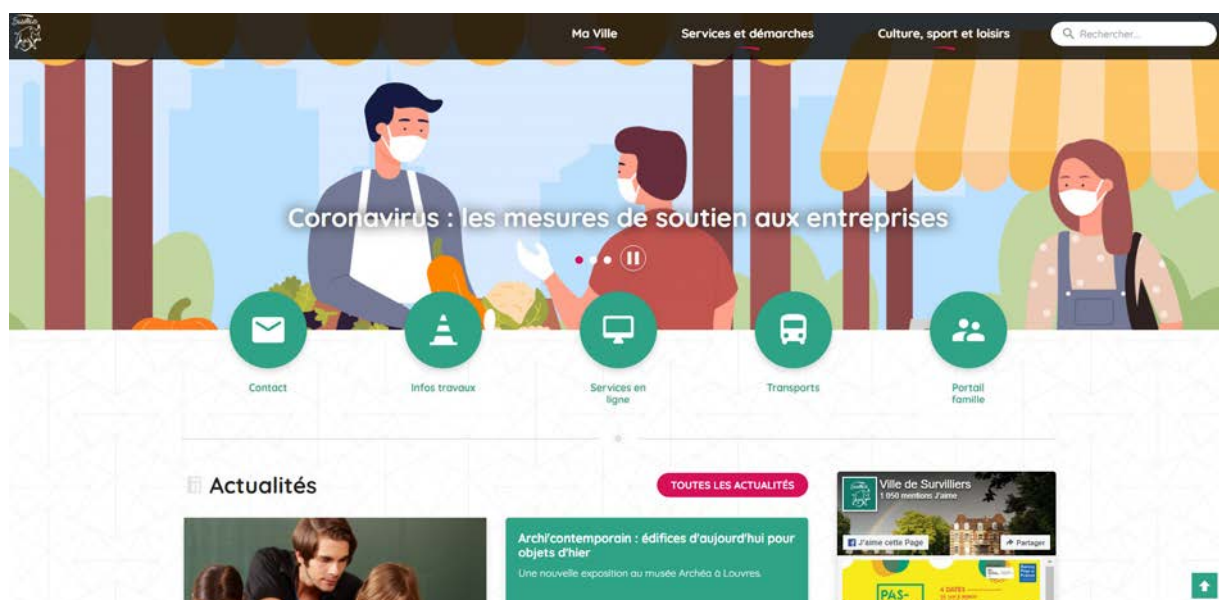 Survilliers
Ma Ville
Services et démarches
Culture, sport et loisirs
Rechercher...
Coronavirus : les mesures de soutien aux entreprises
Contact
Infos travaux
Services en
ligne
Transports
Portail
famille
Actualités
TOUTES LES ACTUALITÉS
Archi'contemporain : édifices d'aujourd'hui pour
objets d'hier
Une nouvelle exposition au musée Archéa à Louvres.
Ville de Survilliers
1 050 mentions J'aime
J'aime cette Page
Partager
PAS-
4 DATES